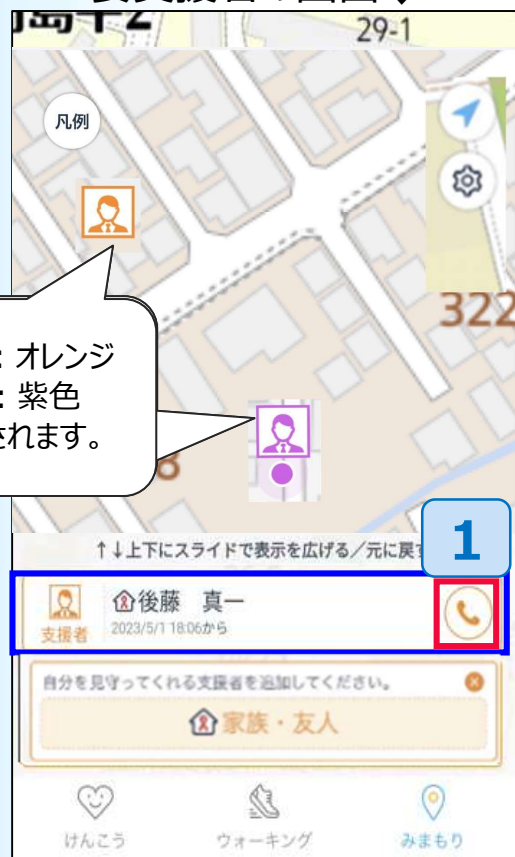 29-1
凡例
322
: オレンジ
: 紫色
されます。
8
↑↓上下にスライドで表示を広げる／元に戻す
1
後藤 真一
支援者
2023/5/1 18:06から
自分を見守ってくれる支援者を追加してください。
家族・友人
けんこう
ウォーキング
みまもり